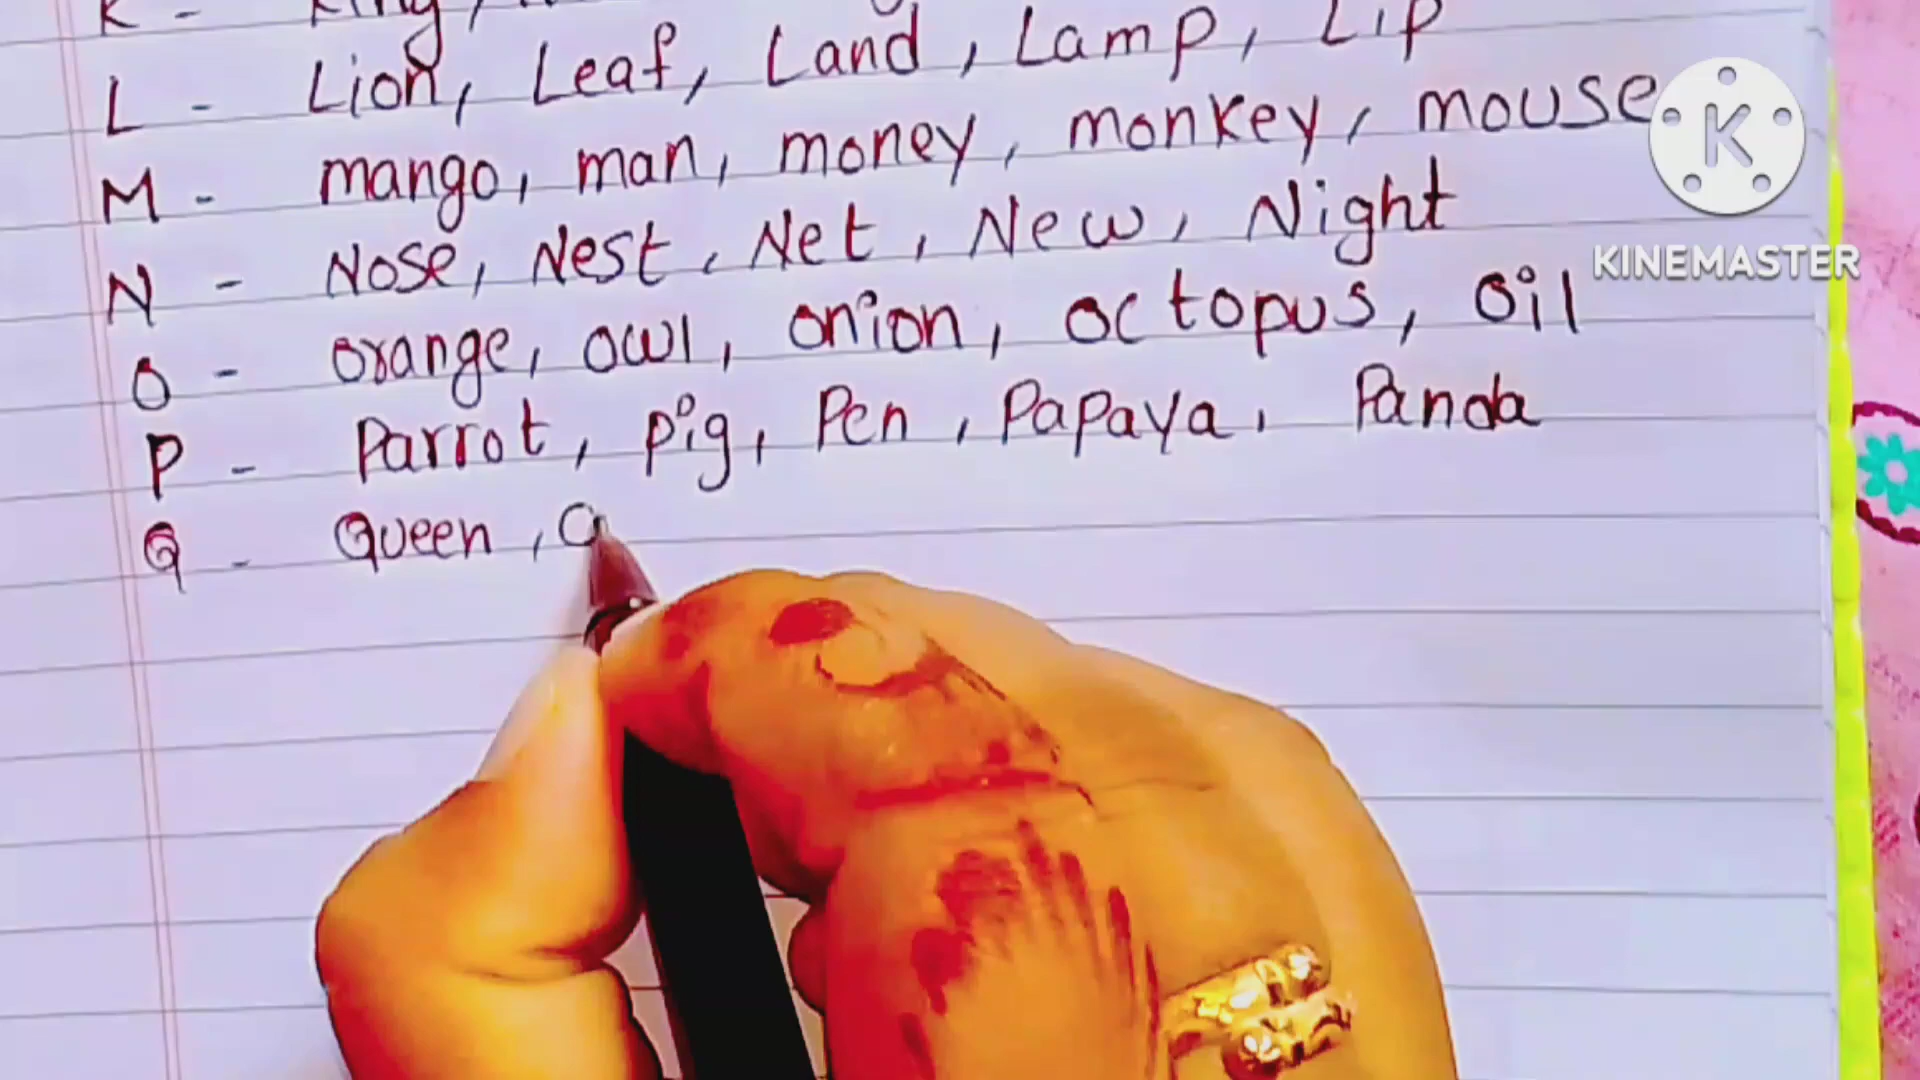 K - King,
L - Lion, Leaf, Land, Lamp, Lip
M - mango, man, money, monkey, mouse
N - Nose, Nest, Net, New, Night
O - orange, owl, onion, octopus, oil
P - Parrot, pig, Pen, Papaya, Panda
Q - Queen,
K
KINEMASTER